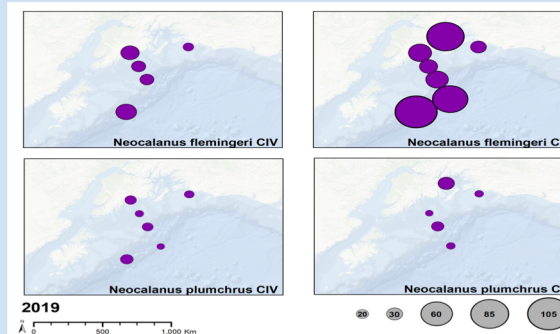 Neocalanus flemingeri CIV
Neocalanus flemingeri C
Neocalanus plumchrus CIV
Neocalanus plumchrus C
2019
N
0 500 1,000 Km
20 30 60 85 105